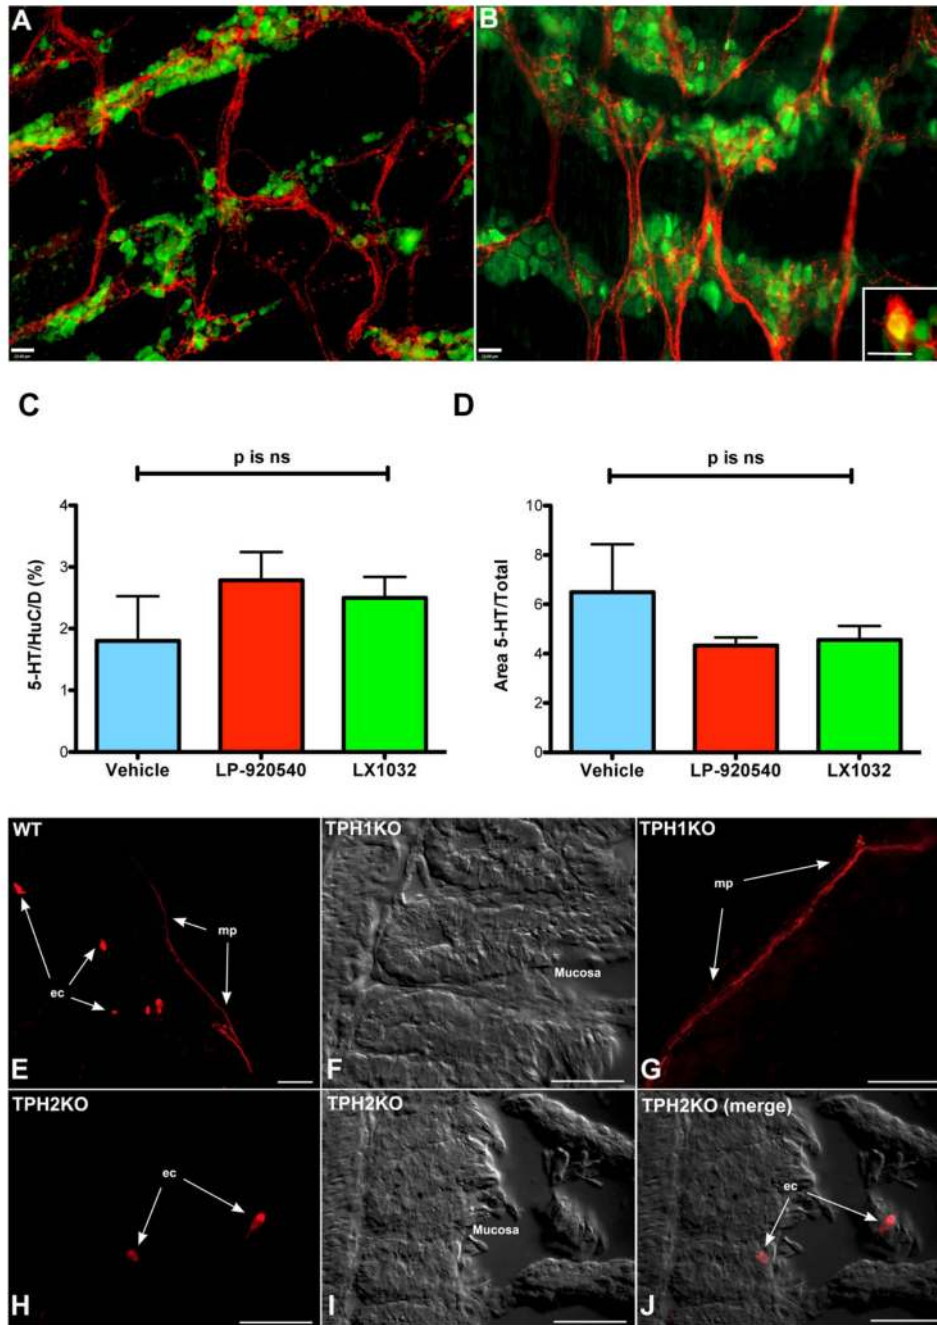 A
B
C
D
p is ns
p is ns
5-HT/HuC/D (%)
4
3
2
1
0
Vehicle
LP-920540
LX1032
Area 5-HT/Total
10
8
6
4
2
0
Vehicle
LP-920540
LX1032
WT
mp
ec
E
TPH1KO
Mucosa
F
TPH1KO
mp
G
TPH2KO
ec
H
TPH2KO
Mucosa
I
TPH2KO (merge)
ec
J